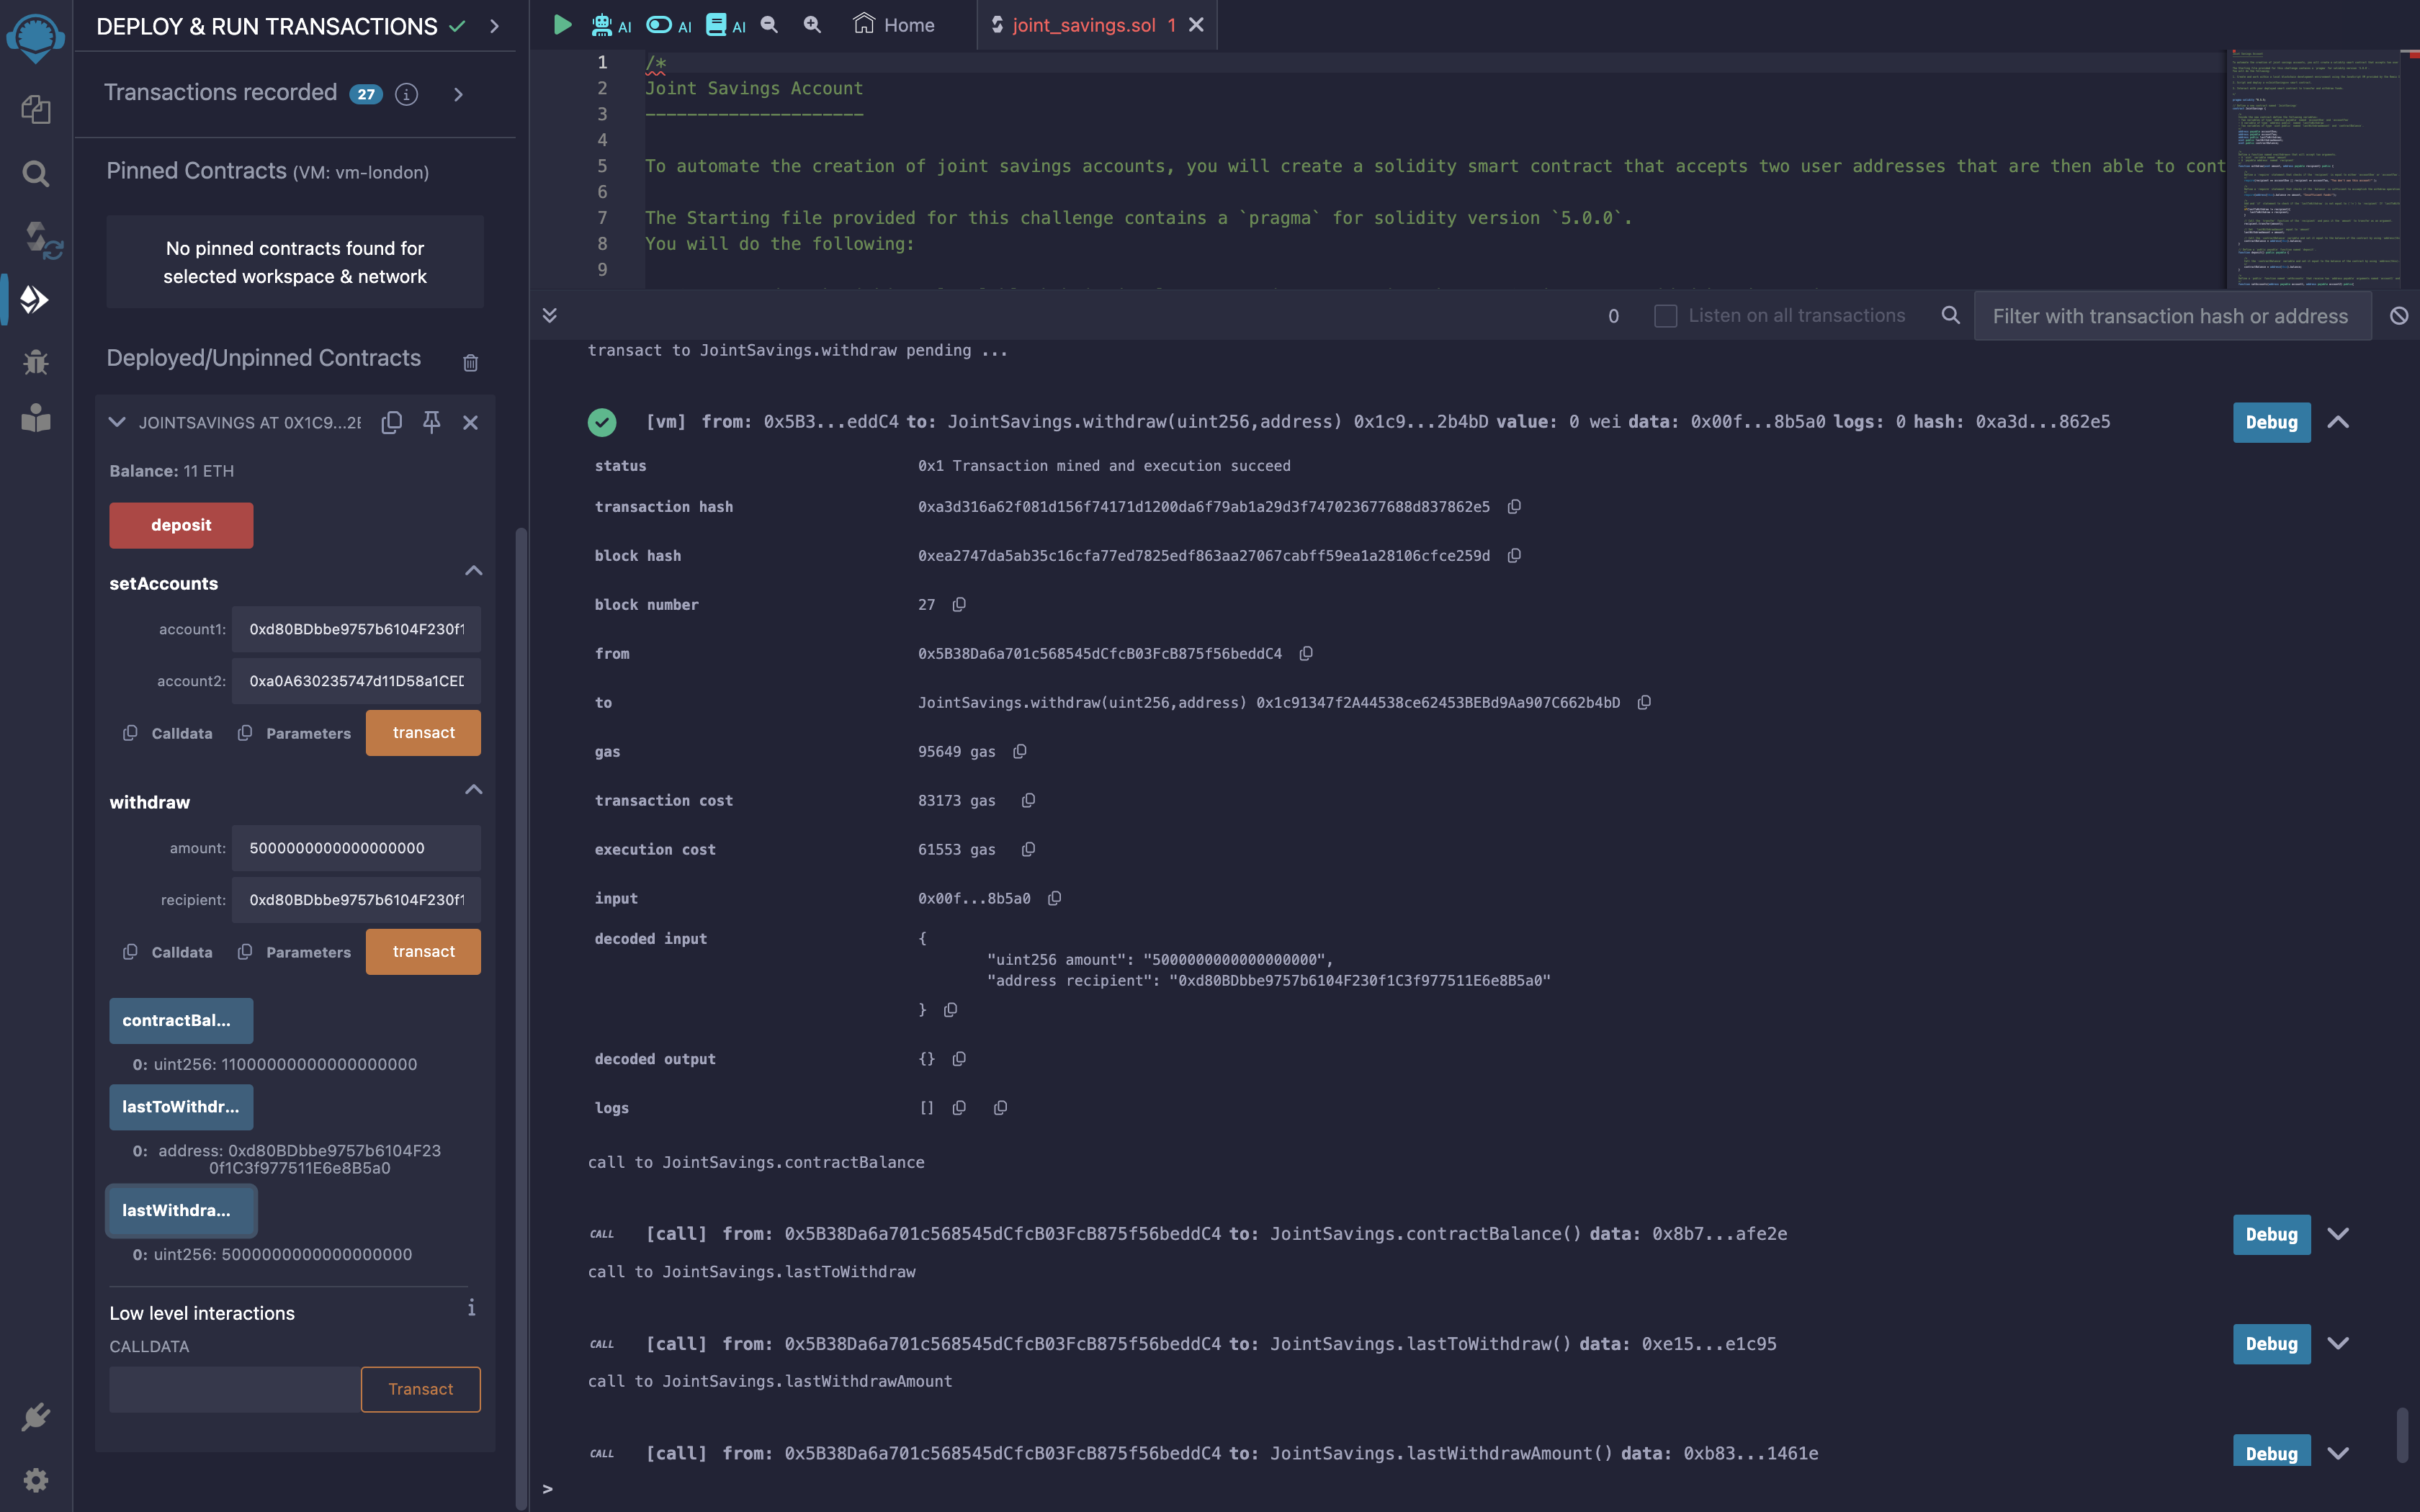 DEPLOY & RUN TRANSACTIONS
Transactions recorded 27
Pinned Contracts (VM: vm-london)
No pinned contracts found for
selected workspace & network
Deployed/Unpinned Contracts
JOINTSAVINGS AT 0X1C9...2E
Balance: 11 ETH
deposit
setAccounts
account1: 0xd80BDbbe9757b6104F230f1
account2: 0xa0A630235747d11D58a1CED
Calldata Parameters transact
withdraw
amount: 5000000000000000000
recipient: 0xd80BDbbe9757b6104F230f1
Calldata Parameters transact
contractBal...
0: uint256: 11000000000000000000
lastToWithdr...
0: address: 0xd80BDbbe9757b6104F23
0f1C3f977511E6e8B5a0
lastWithdra...
0: uint256: 5000000000000000000
Low level interactions
CALLDATA
Transact
AI AI AI Home joint_savings.sol 1
1 /*
2 Joint Savings Account
3 ---------------------
4
5 To automate the creation of joint savings accounts, you will create a solidity smart contract that accepts two user addresses that are then able to cont
6
7 The Starting file provided for this challenge contains a `pragma` for solidity version `5.0.0`.
8 You will do the following:
9
0 Listen on all transactions Filter with transaction hash or address
transact to JointSavings.withdraw pending ...
[vm] from: 0x5B3...eddC4 to: JointSavings.withdraw(uint256,address) 0x1c9...2b4bD value: 0 wei data: 0x00f...8b5a0 logs: 0 hash: 0xa3d...862e5 Debug
status 0x1 Transaction mined and execution succeed
transaction hash 0xa3d316a62f081d156f74171d1200da6f79ab1a29d3f747023677688d837862e5
block hash 0xea2747da5ab35c16cfa77ed7825edf863aa27067cabff59ea1a28106cfce259d
block number 27
from 0x5B38Da6a701c568545dCfcB03FcB875f56beddC4
to JointSavings.withdraw(uint256,address) 0x1c91347f2A44538ce62453BEBd9Aa907C662b4bD
gas 95649 gas
transaction cost 83173 gas
execution cost 61553 gas
input 0x00f...8b5a0
decoded input {
"uint256 amount": "5000000000000000000",
"address recipient": "0xd80BDbbe9757b6104F230f1C3f977511E6e8B5a0"
}
decoded output {}
logs []
call to JointSavings.contractBalance
CALL [call] from: 0x5B38Da6a701c568545dCfcB03FcB875f56beddC4 to: JointSavings.contractBalance() data: 0x8b7...afe2e Debug
call to JointSavings.lastToWithdraw
CALL [call] from: 0x5B38Da6a701c568545dCfcB03FcB875f56beddC4 to: JointSavings.lastToWithdraw() data: 0xe15...e1c95 Debug
call to JointSavings.lastWithdrawAmount
CALL [call] from: 0x5B38Da6a701c568545dCfcB03FcB875f56beddC4 to: JointSavings.lastWithdrawAmount() data: 0xb83...1461e Debug
>